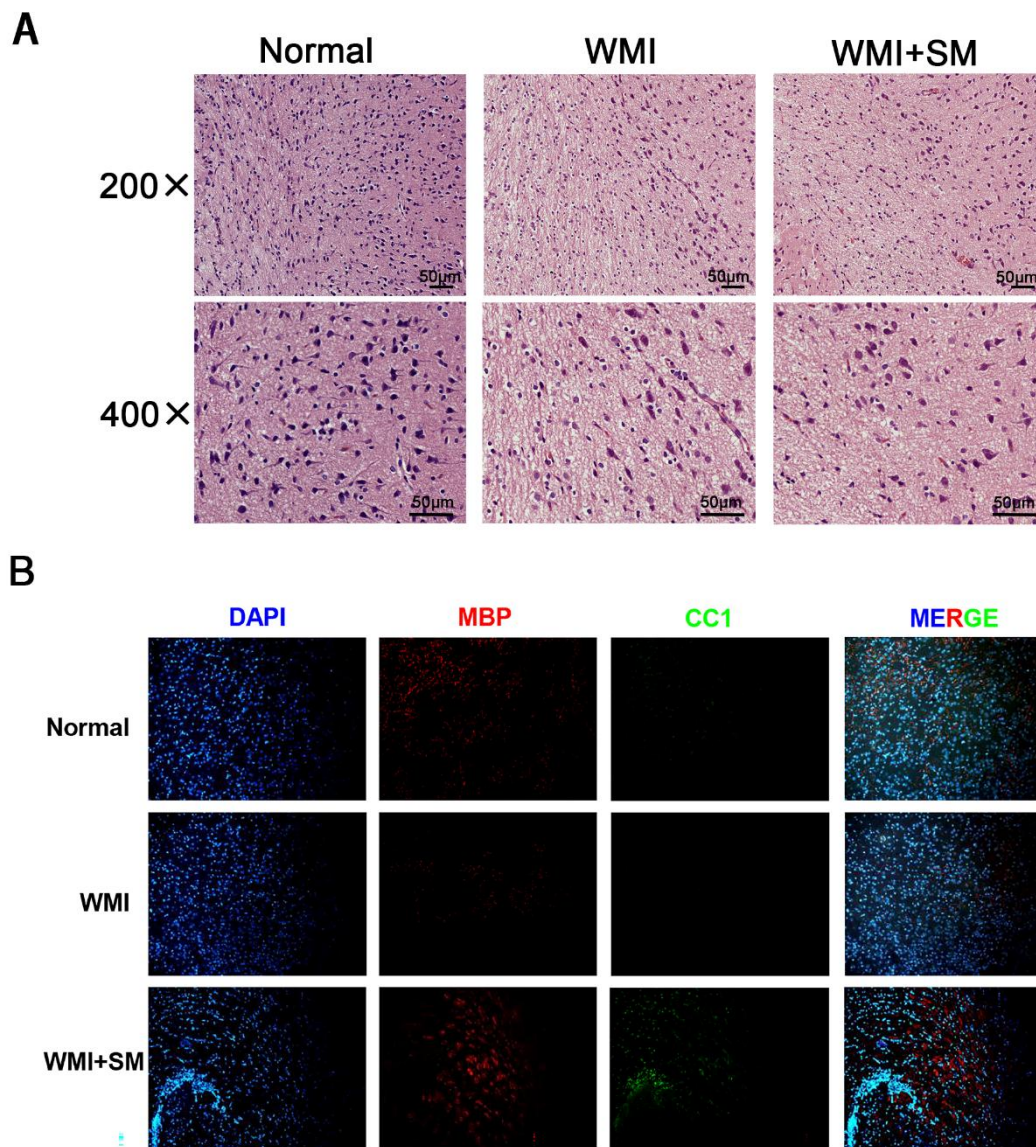 A
Normal WMI WMI+SM
200×
50μm 50μm 50μm
400×
50μm 50μm 50μm
B
DAPI MBP CC1 MERGE
Normal
WMI
WMI+SM